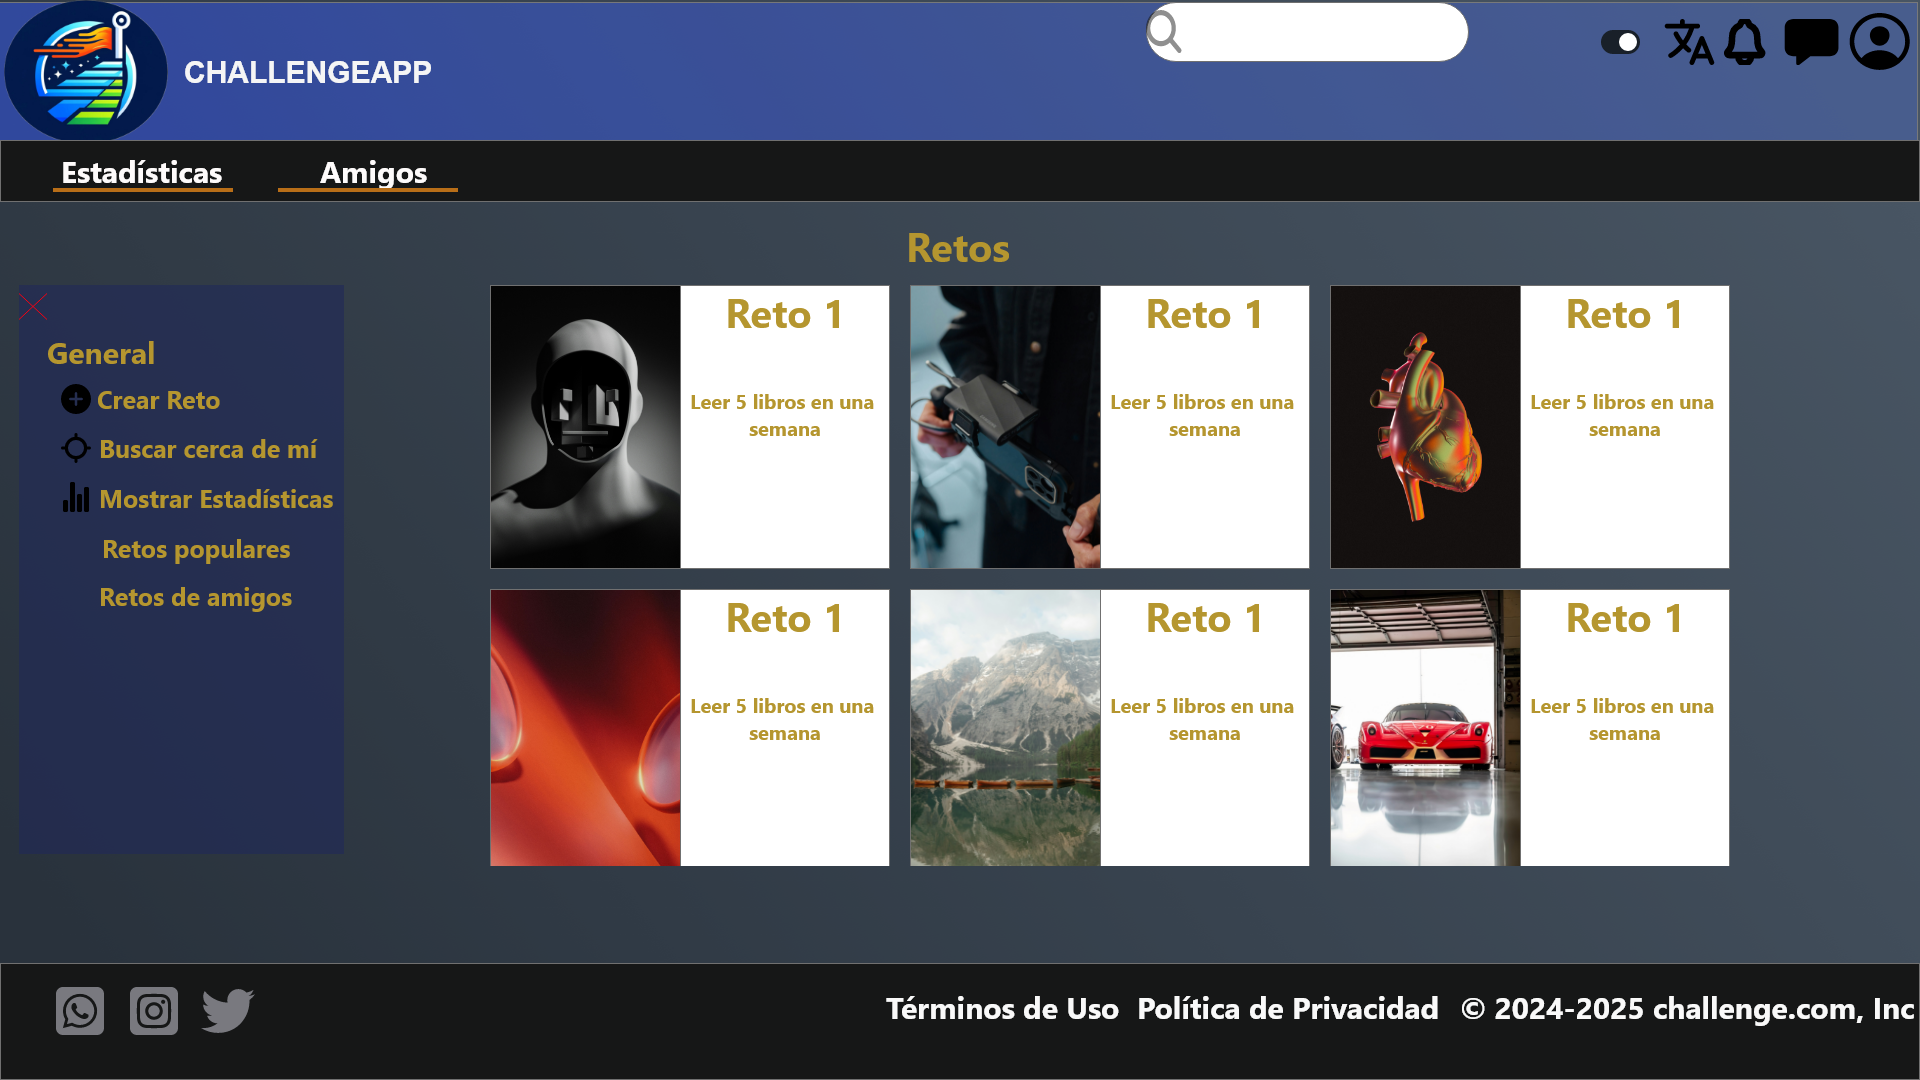 CHALLENGEAPP
Estadísticas
Amigos
Retos
General
Crear Reto
Buscar cerca de mí
Mostrar Estadísticas
Retos populares
Retos de amigos
Reto 1
Leer 5 libros en una
semana
Reto 1
Leer 5 libros en una
semana
Reto 1
Leer 5 libros en una
semana
Reto 1
Leer 5 libros en una
semana
Reto 1
Leer 5 libros en una
semana
Reto 1
Leer 5 libros en una
semana
Términos de Uso Política de Privacidad © 2024-2025 challenge.com, Inc